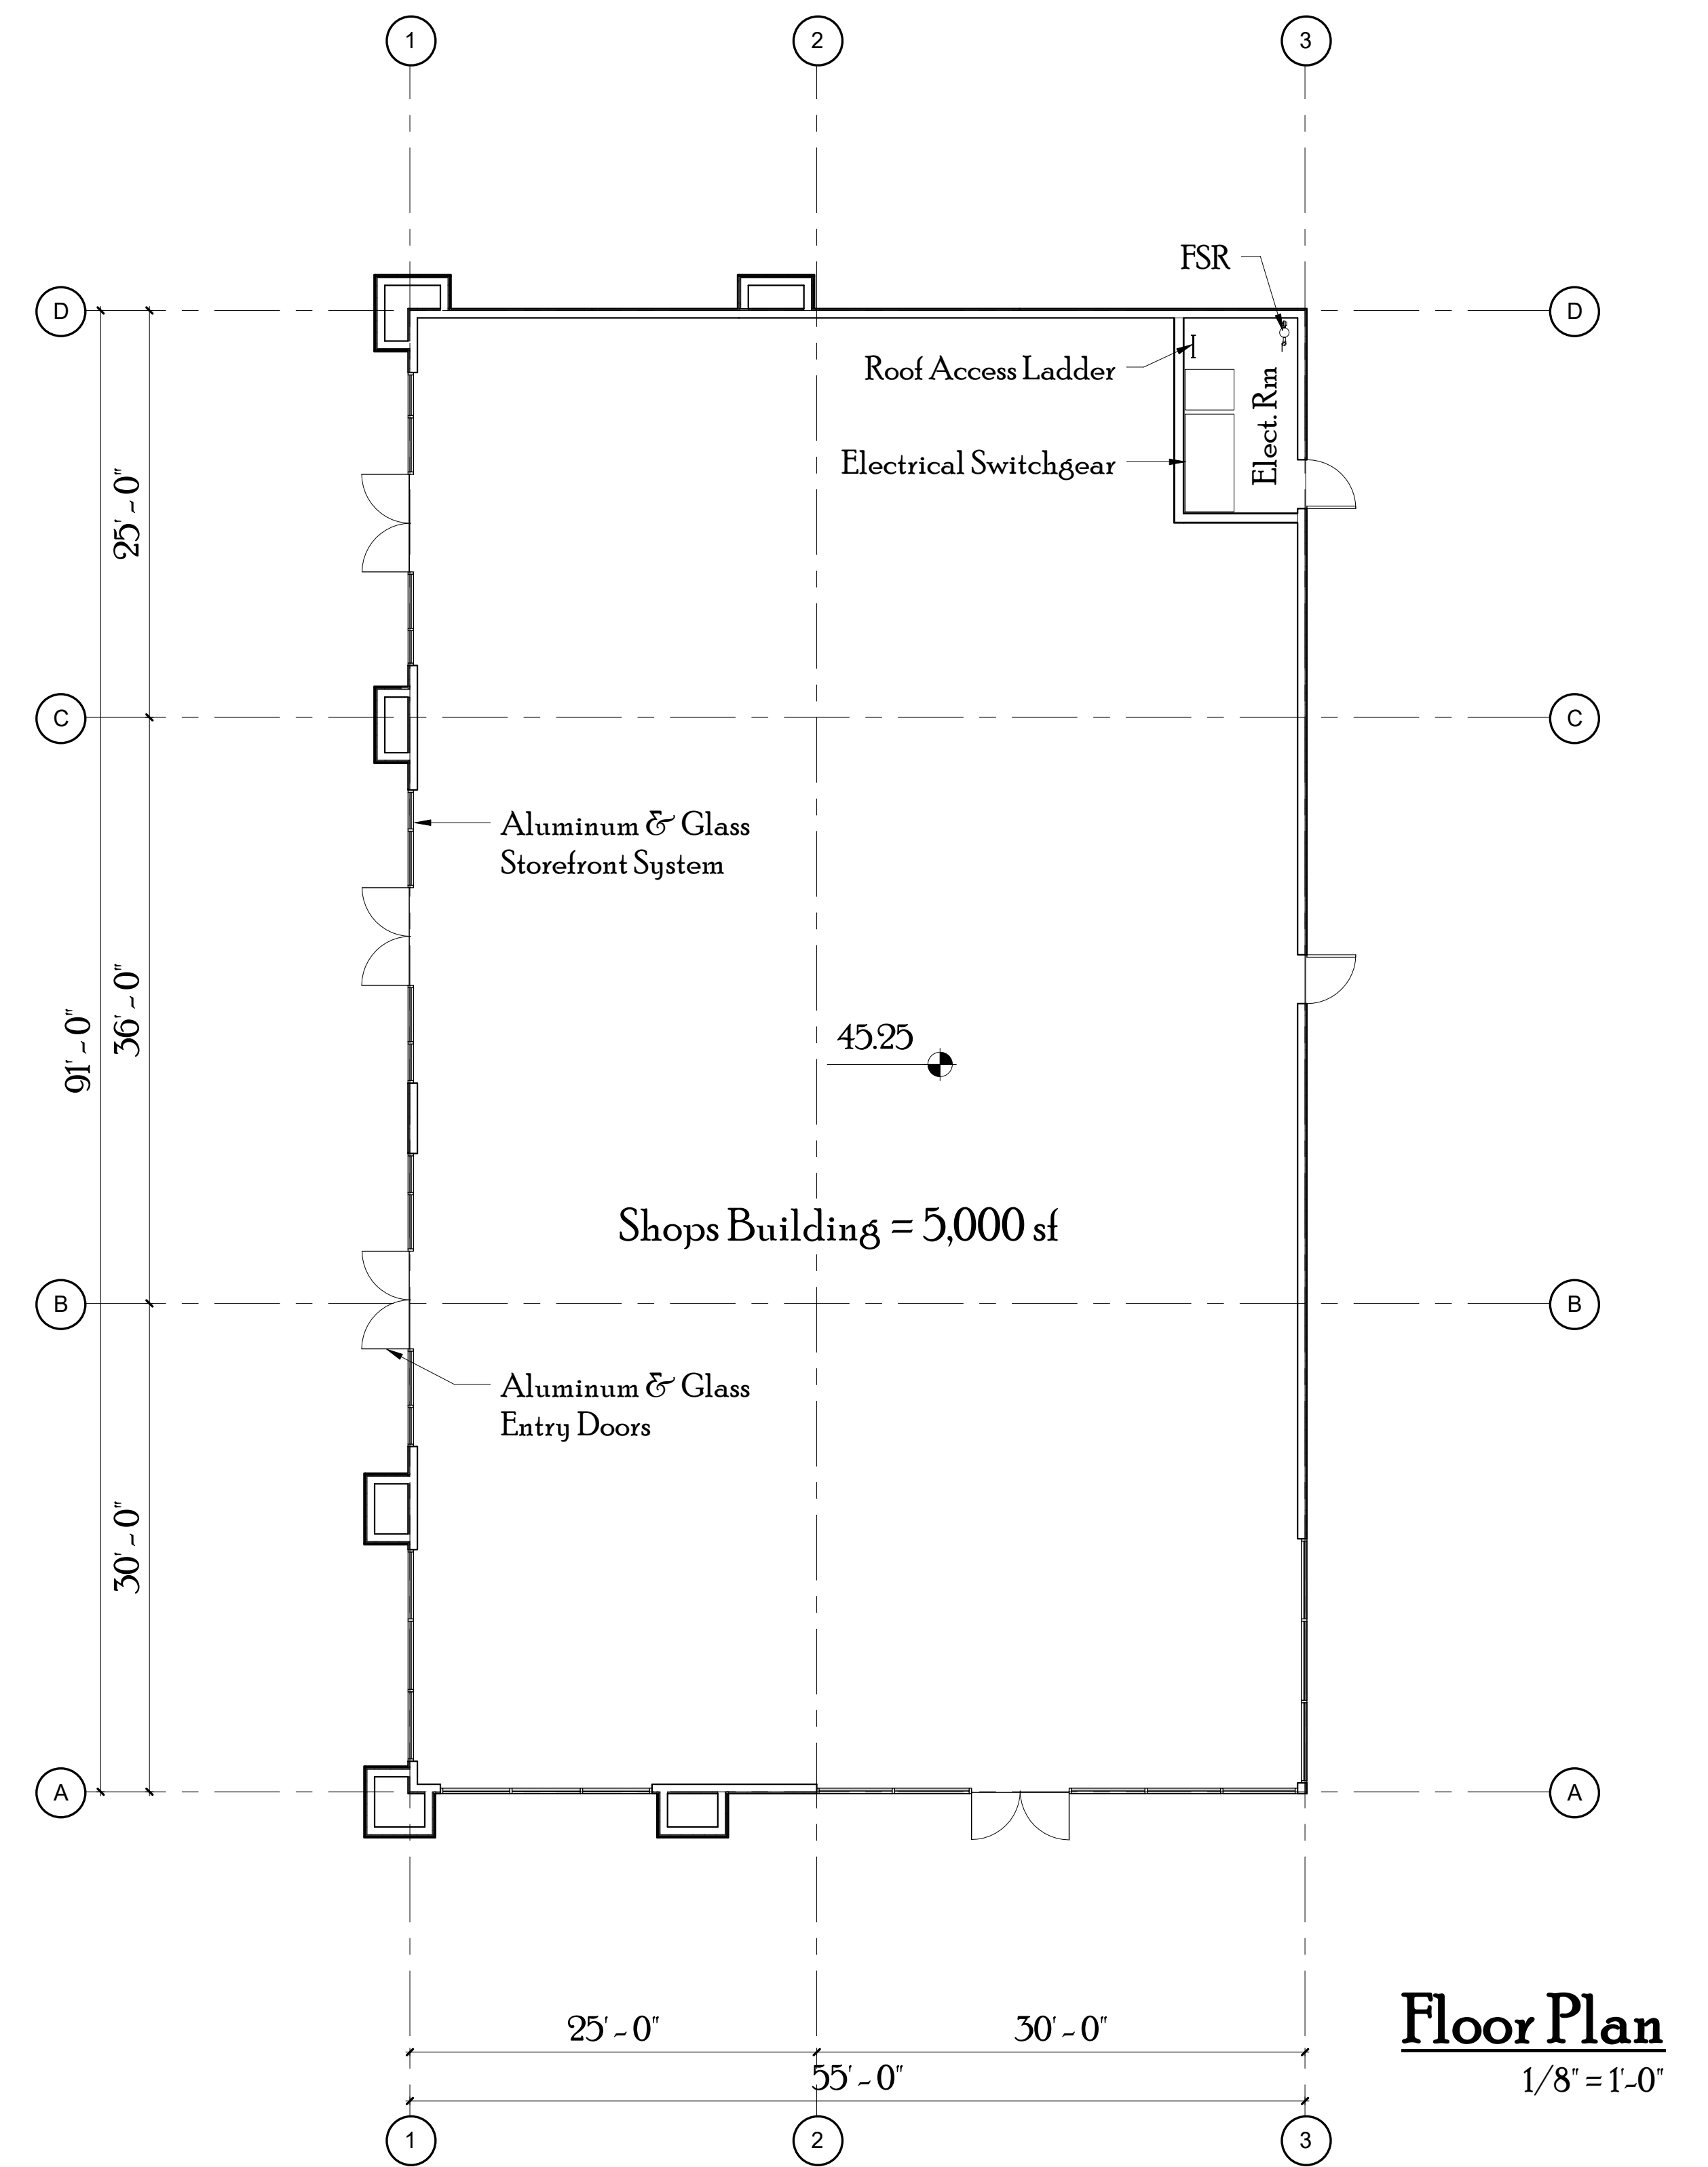 1
2
3
FSR
D
D
Roof Access Ladder
Elect. Rm
Electrical Switchgear
25'-0"
C
C
Aluminum & Glass
Storefront System
36'-0"
91'-0"
45.25
Shops Building = 5,000 sf
B
B
Aluminum & Glass
Entry Doors
30'-0"
A
A
25'-0"
30'-0"
55'-0"
Floor Plan
1/8" = 1'-0"
1
2
3